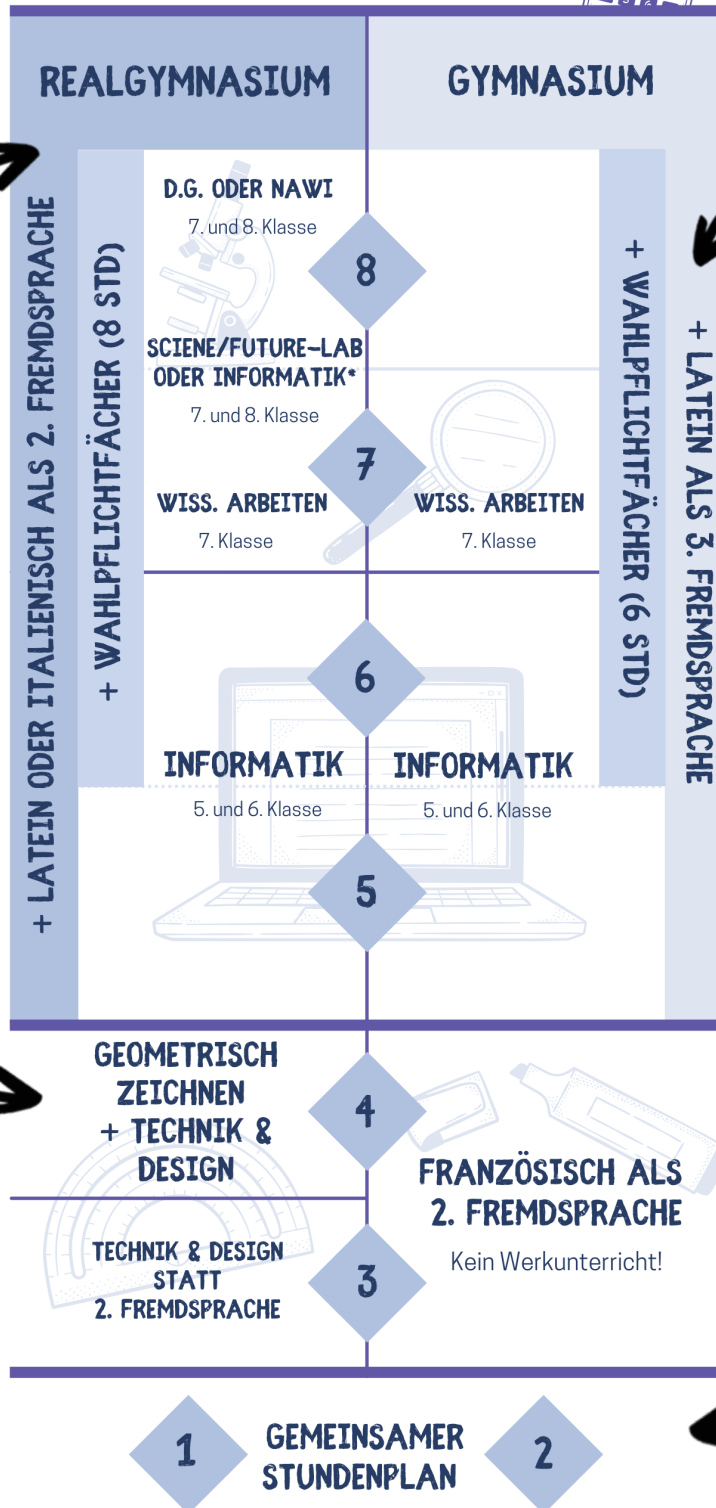 REALGYMNASIUM
GYMNASIUM
+ LATEIN ODER ITALIENISCH ALS 2. FREMDSPRACHE
+ WAHLPFLICHTFÄCHER (8 STD)
D.G. ODER NAWI
7. und 8. Klasse
8
SCIENE/FUTURE-LAB
ODER INFORMATIK*
7. und 8. Klasse
7
WISS. ARBEITEN
7. Klasse
WISS. ARBEITEN
7. Klasse
+ WAHLPFLICHTFÄCHER (6 STD)
+ LATEIN ALS 3. FREMDSPRACHE
6
INFORMATIK
5. und 6. Klasse
INFORMATIK
5. und 6. Klasse
5
GEOMETRISCH
ZEICHNEN
+ TECHNIK &
DESIGN
4
FRANZÖSISCH ALS
2. FREMDSPRACHE
Kein Werkunterricht!
TECHNIK & DESIGN
STATT
2. FREMDSPRACHE
3
1
GEMEINSAMER
STUNDENPLAN
2